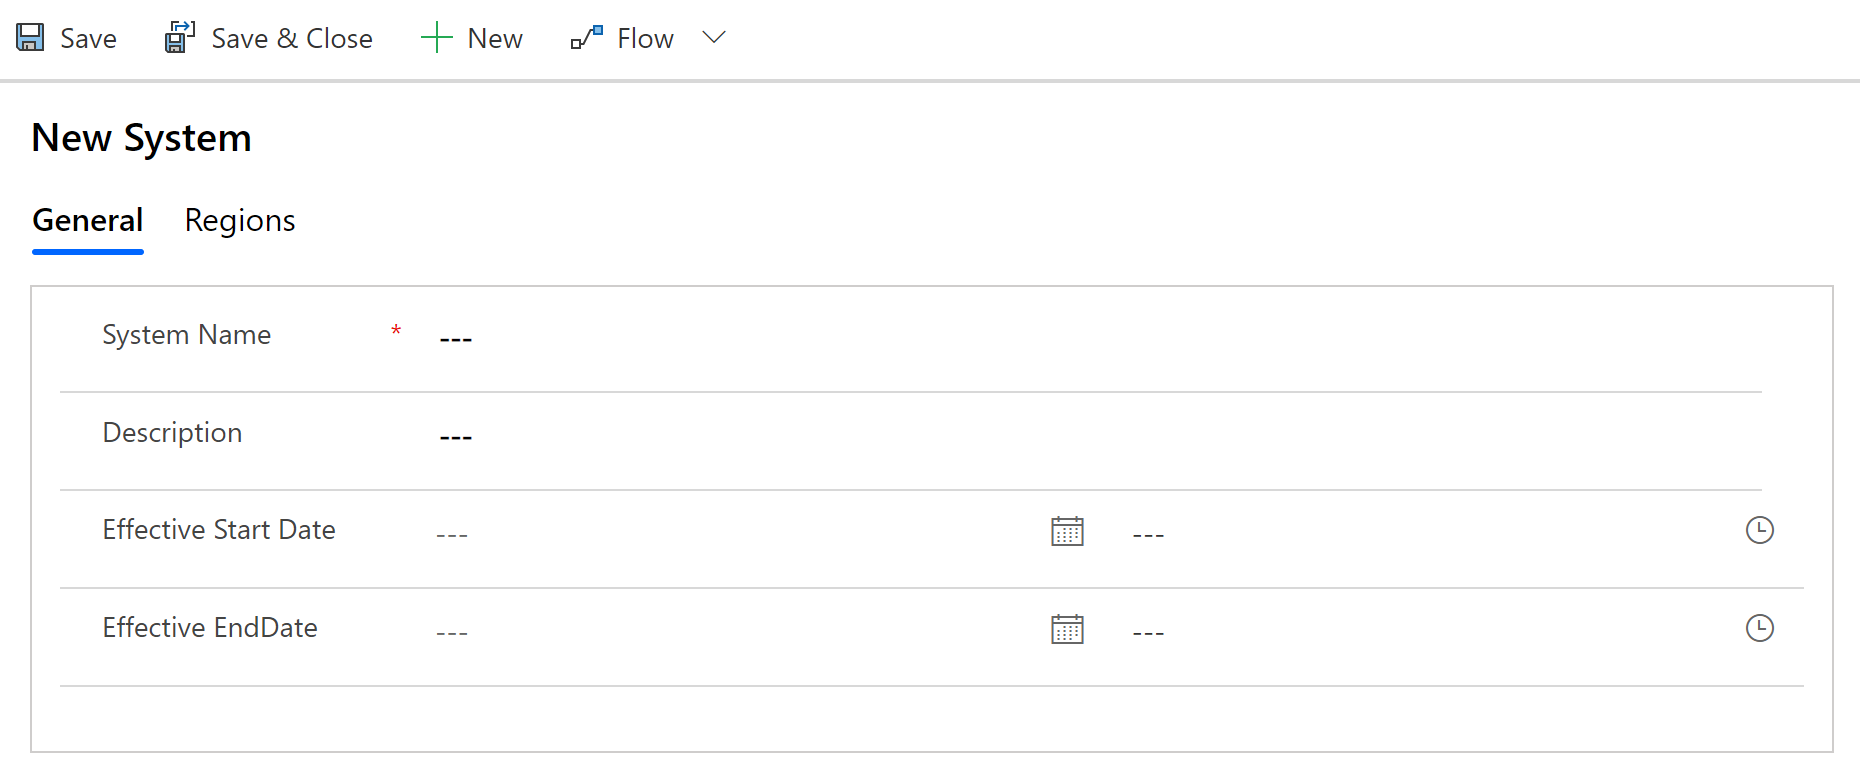 Save Save & Close New Flow
New System
General Regions
System Name * ---
Description ---
Effective Start Date --- ---
Effective EndDate --- ---